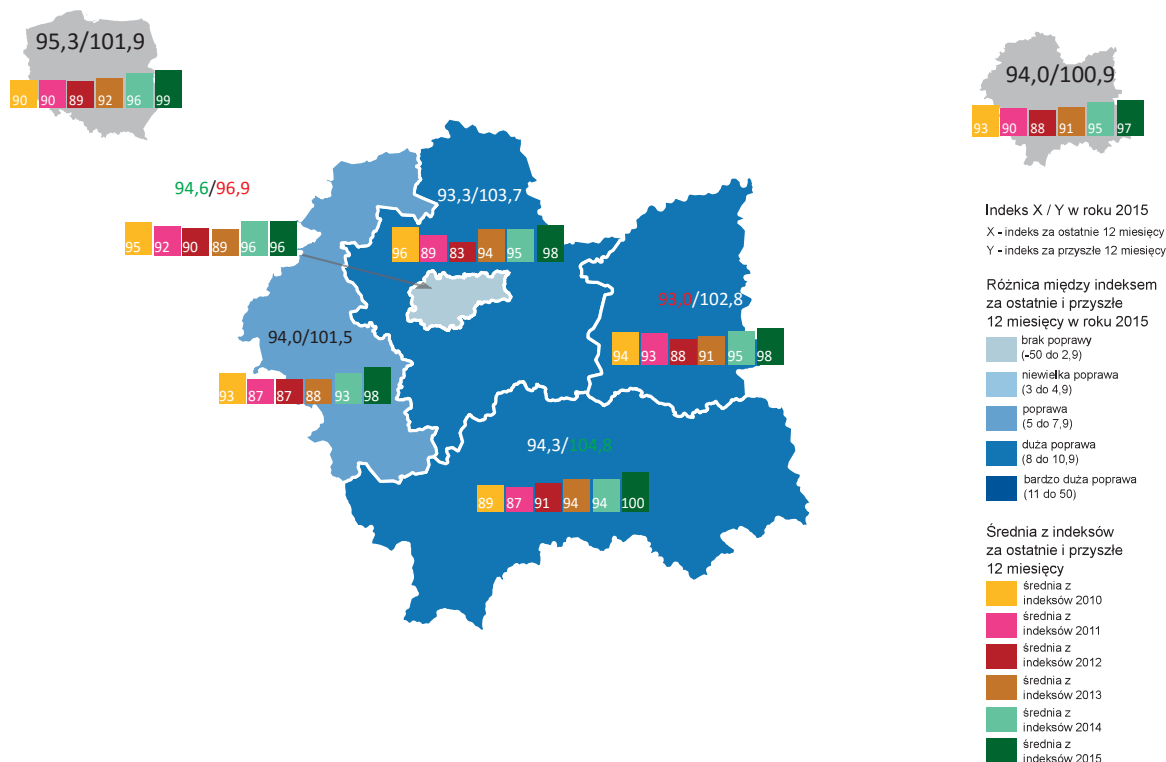 95,3/101,9
90 90 89 92 96 99
94,0/100,9
93 90 88 91 95 97
94,6/96,9
95 92 90 89 96 96
93,3/103,7
96 89 83 94 95 98
93,0/102,8
94 93 88 91 95 98
94,0/101,5
93 87 87 88 93 98
94,3/104,8
89 87 91 94 94 100
Indeks X / Y w roku 2015
X - indeks za ostatnie 12 miesięcy
Y - indeks za przyszłe 12 miesięcy
Różnica między indeksem
za ostatnie i przyszłe
12 miesięcy w roku 2015
brak poprawy
(-50 do 2,9)
niewielka poprawa
(3 do 4,9)
poprawa
(5 do 7,9)
duża poprawa
(8 do 10,9)
bardzo duża poprawa
(11 do 50)
Średnia z indeksów
za ostatnie i przyszłe
12 miesięcy
średnia z
indeksów 2010
średnia z
indeksów 2011
średnia z
indeksów 2012
średnia z
indeksów 2013
średnia z
indeksów 2014
średnia z
indeksów 2015